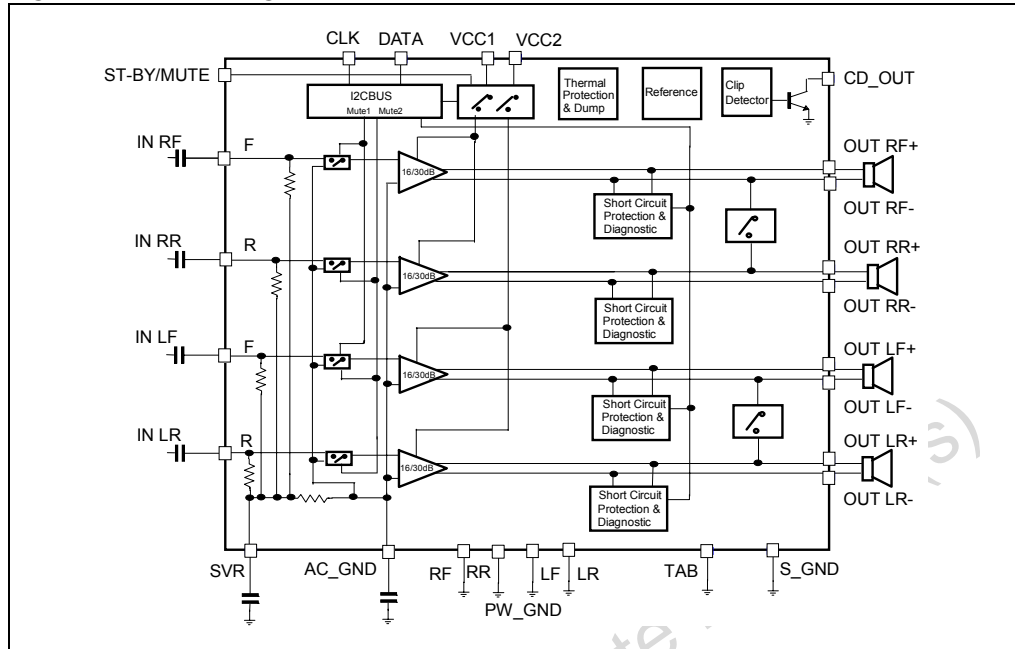 CLK DATA VCC1 VCC2
ST-BY/MUTE
I2CBUS
Mute1 Mute2
Thermal
Protection
& Dump
Reference
Clip
Detector
CD_OUT
IN RF
F
16/30dB
Short Circuit
Protection &
Diagnostic
OUT RF+
OUT RF-
IN RR
R
16/30dB
Short Circuit
Protection &
Diagnostic
OUT RR+
OUT RR-
IN LF
F
16/30dB
Short Circuit
Protection &
Diagnostic
OUT LF+
OUT LF-
IN LR
R
16/30dB
Short Circuit
Protection &
Diagnostic
OUT LR+
OUT LR-
SVR
AC_GND
RF RR LF LR
PW_GND
TAB
S_GND